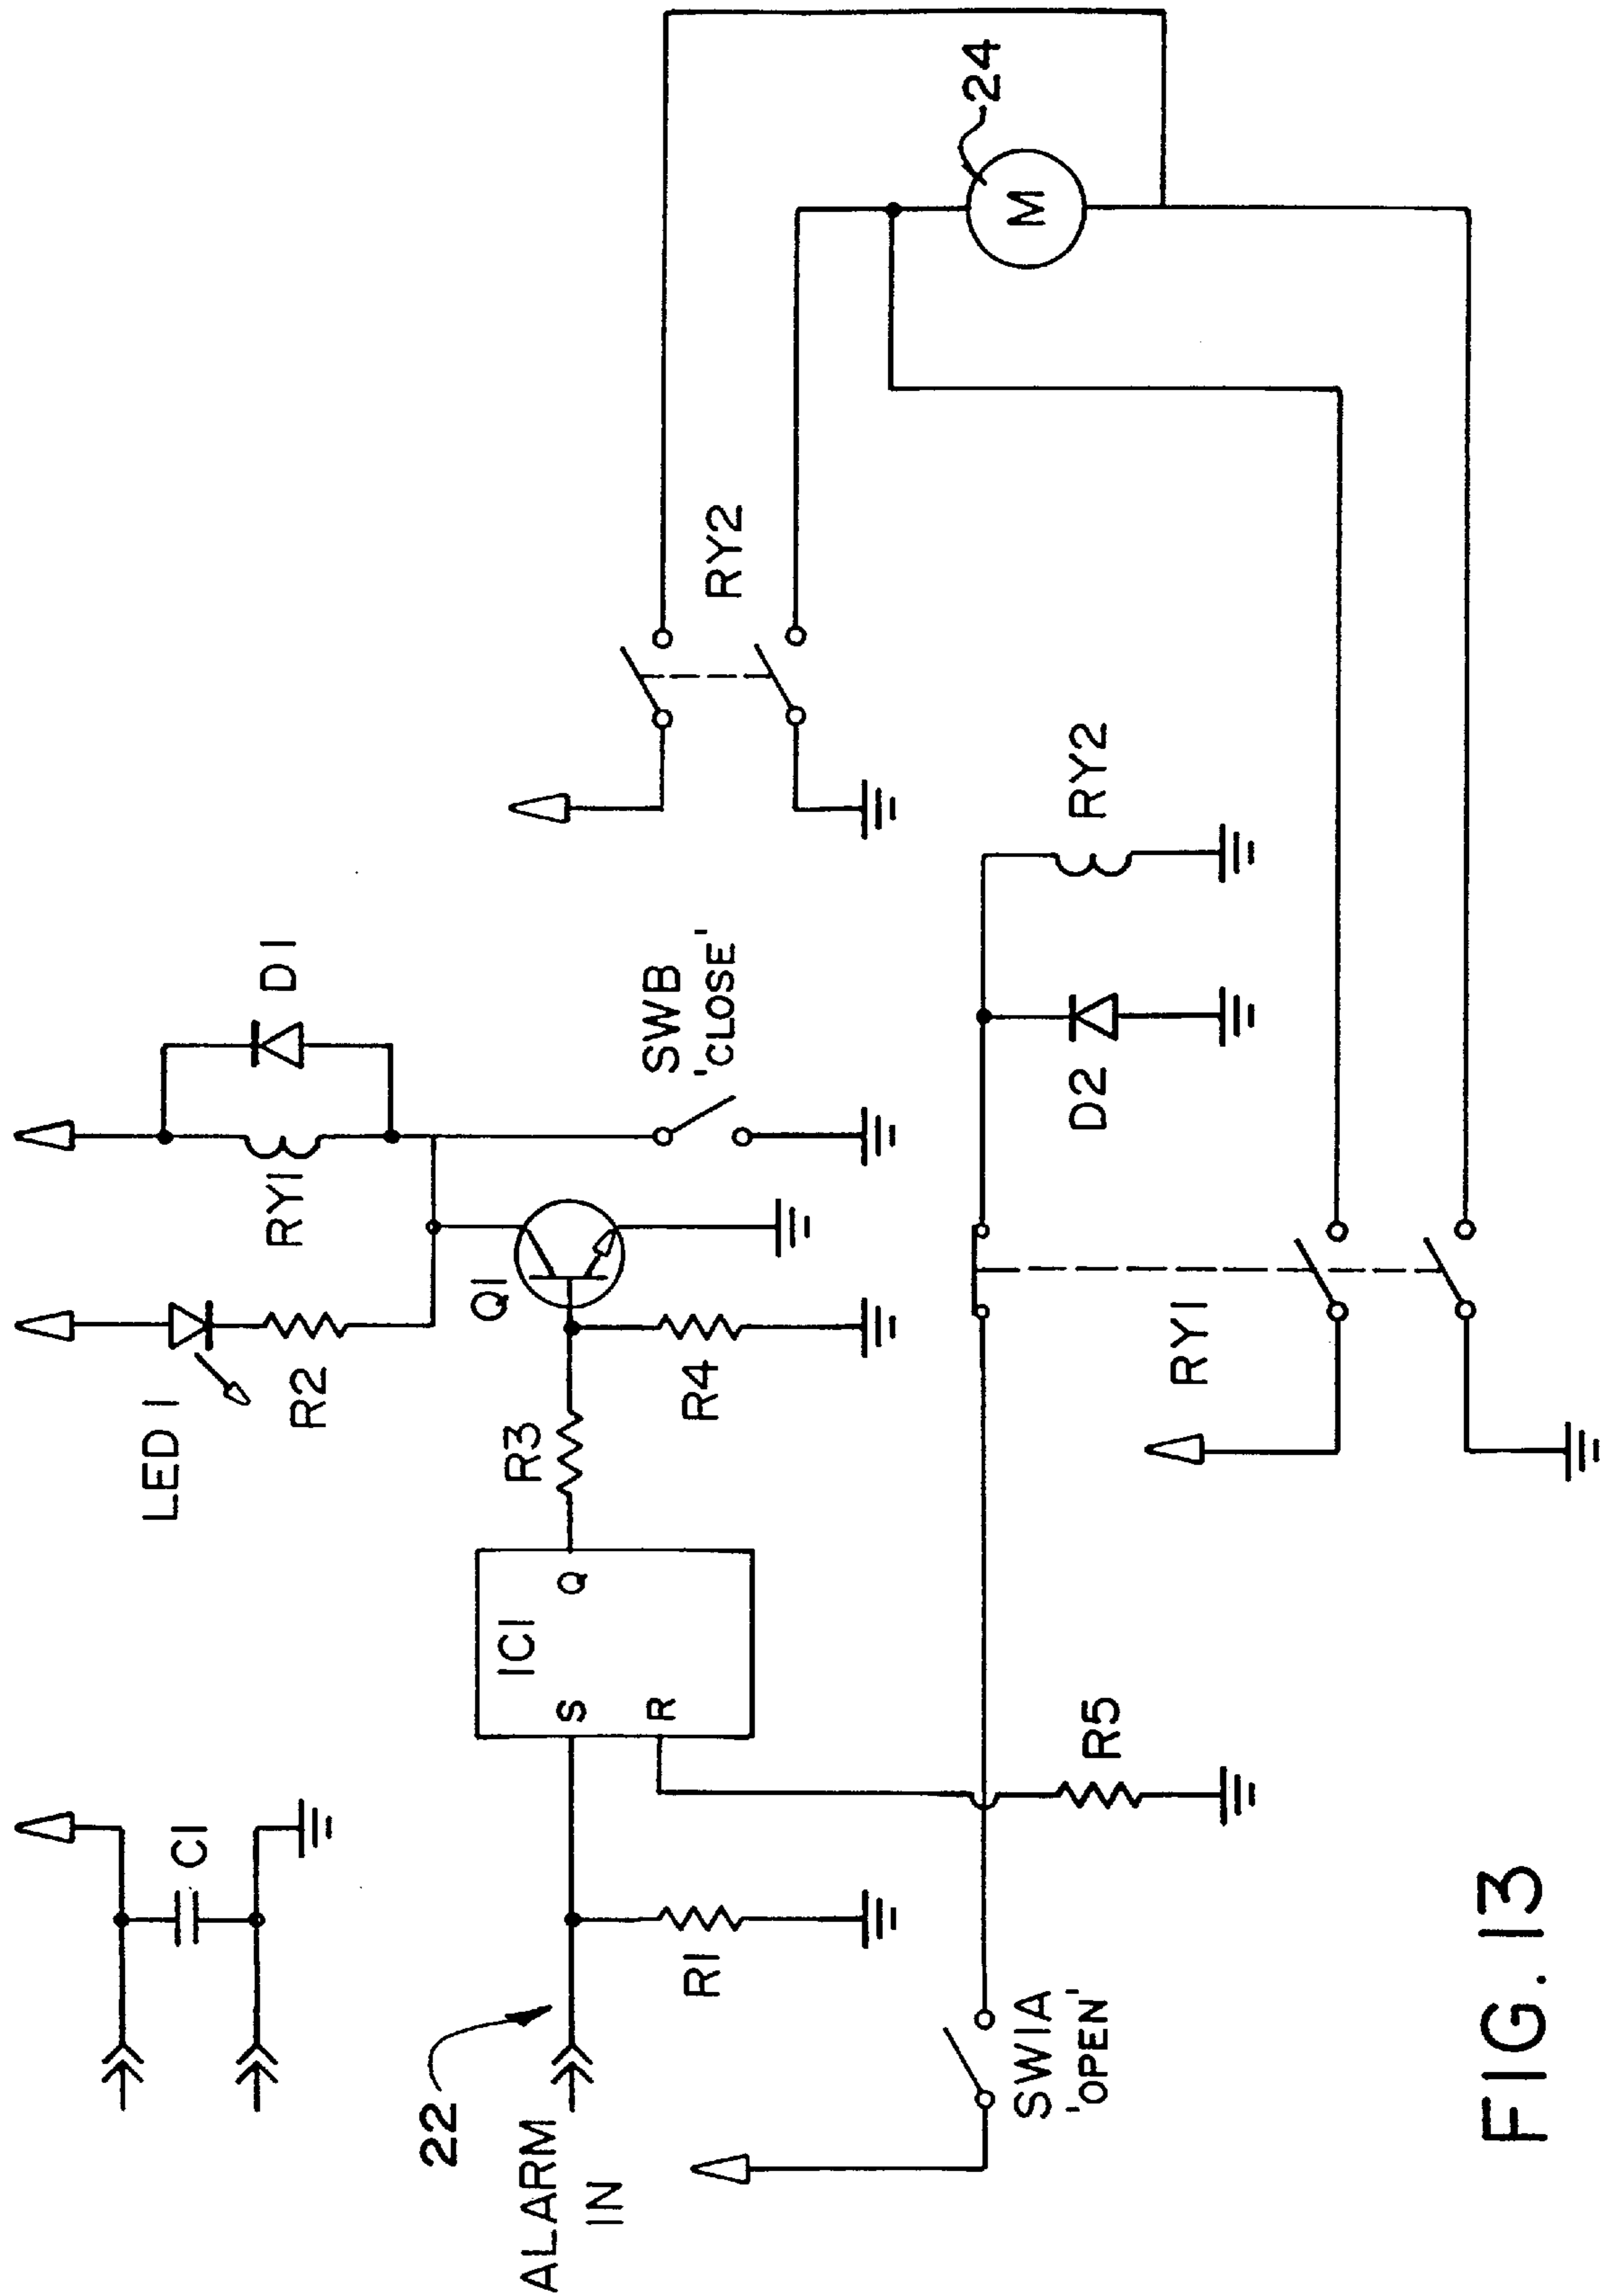 LED 1
D1
RY1
R2
C1
Q1
SWB
'CLOSE'
RY2
24
M
R3
R4
IC1
Q
S
R
22
ALARM
IN
R1
SW1A
'OPEN'
R5
D2
RY2
RY1
FIG. 13